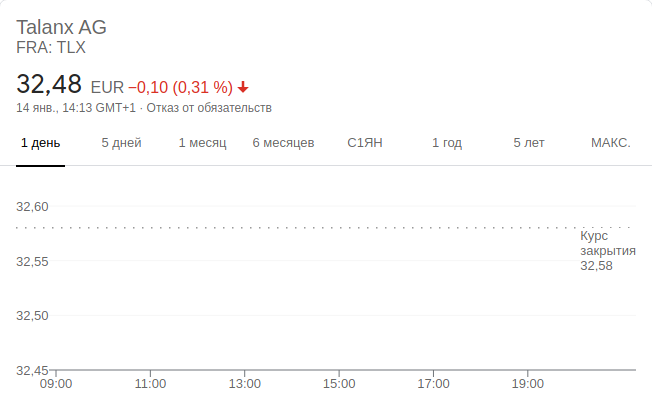 Talanx AG
FRA: TLX
32,48 EUR −0,10 (0,31 %)
14 янв., 14:13 GMT+1 · Отказ от обязательств
1 день 5 дней 1 месяц 6 месяцев С1ЯН 1 год 5 лет МАКС.
32,60
Курс
закрытия
32,58
32,55
32,50
32,45
09:00 11:00 13:00 15:00 17:00 19:00